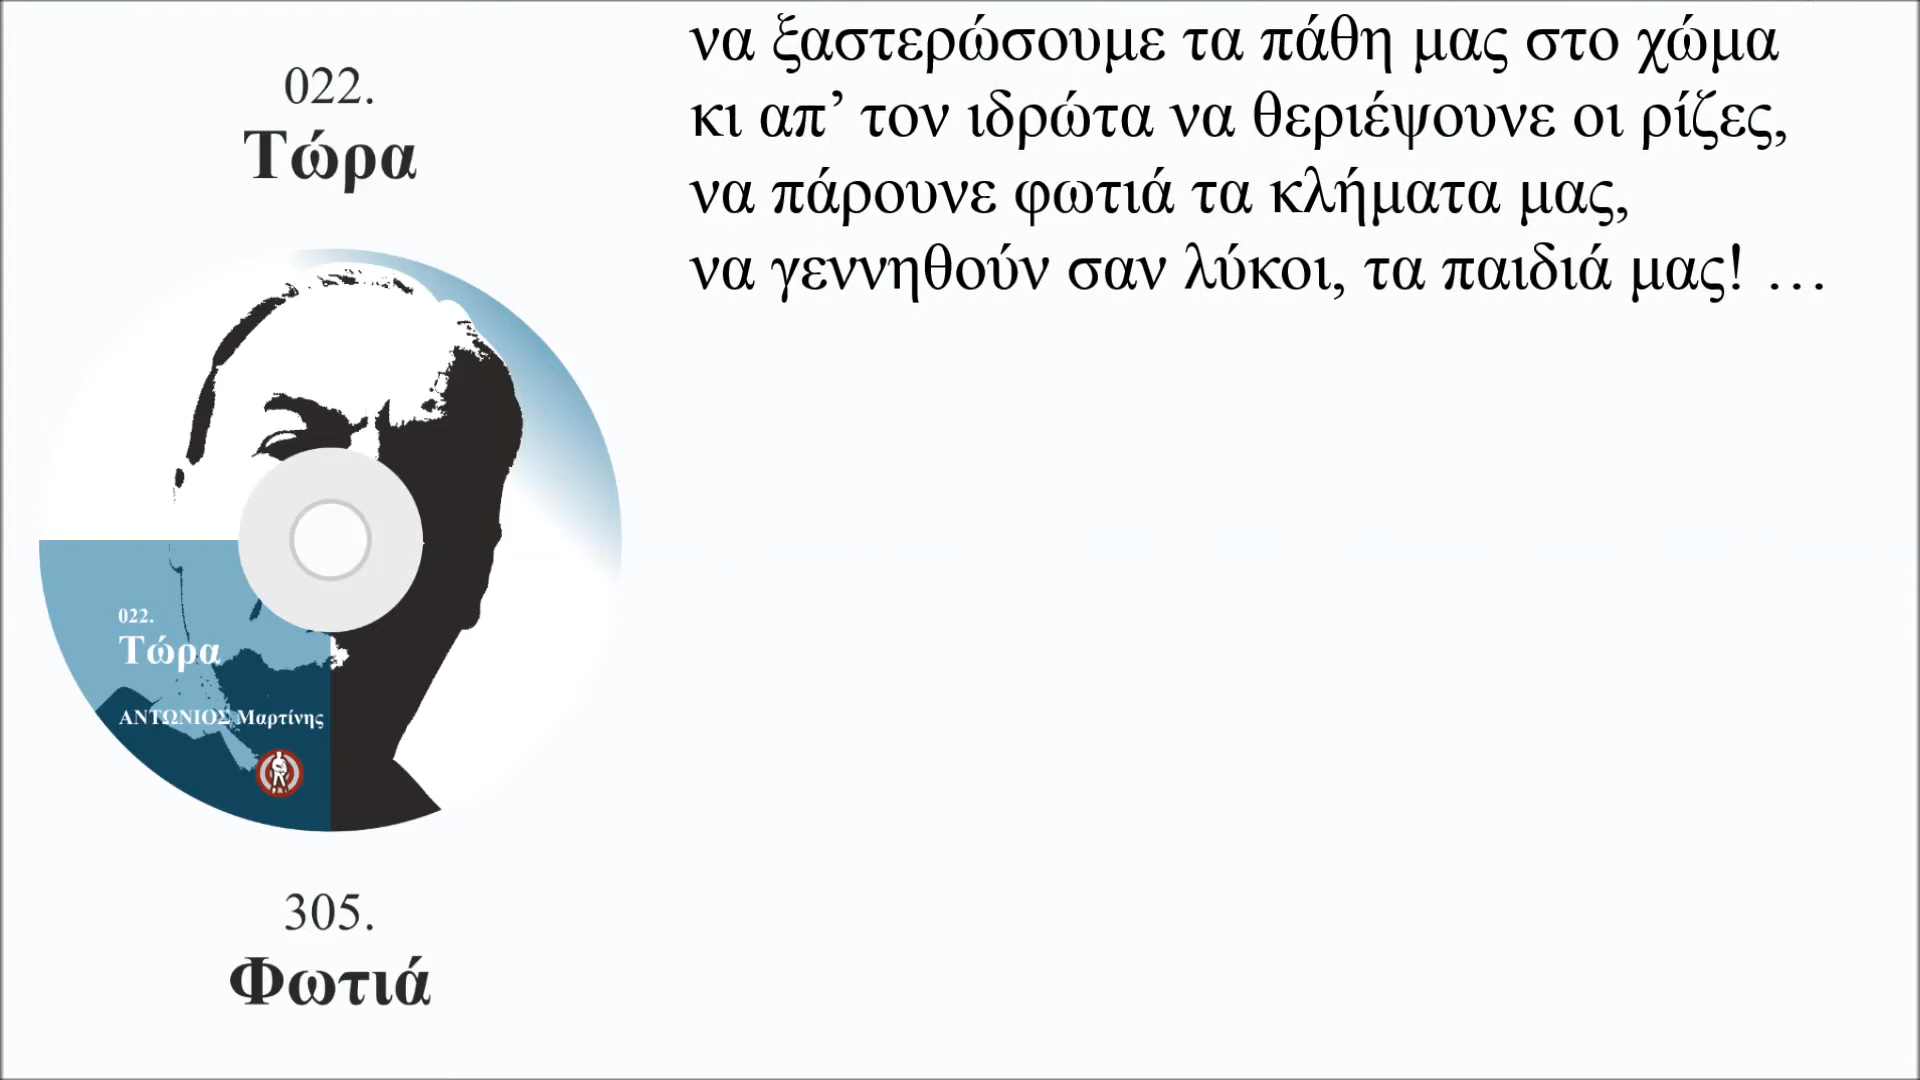 022.
Τώρα
να ξαστερώσουμε τα πάθη μας στο χώμα
κι απ’ τον ιδρώτα να θεριέψουνε οι ρίζες,
να πάρουνε φωτιά τα κλήματα μας,
να γεννηθούν σαν λύκοι, τα παιδιά μας! …
022.
Τώρα
ΑΝΤΩΝΙΟΣ Μαρτίνης
305.
Φωτιά